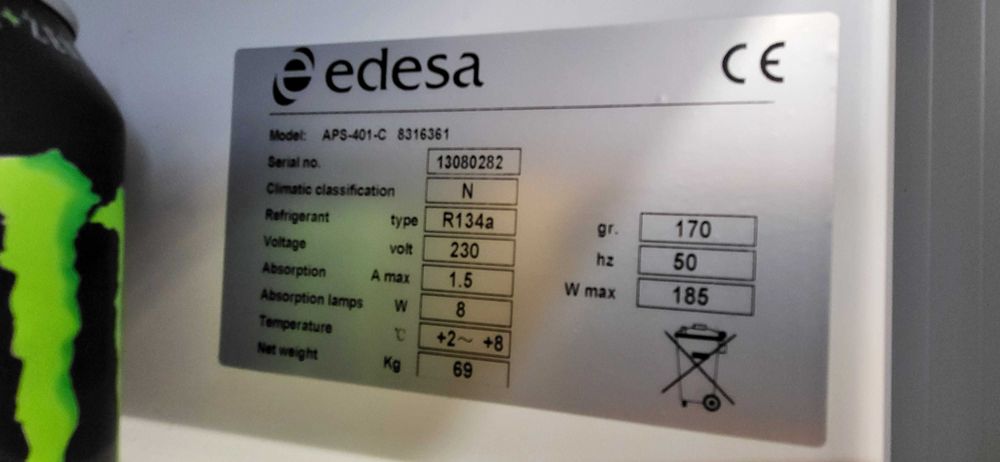 edesa CE
Model: APS-401-C 8316361
Serial no. 13080282
Climatic classification N
Refrigerant type R134a gr. 170
Voltage volt 230 hz 50
Absorption A max 1.5 W max 185
Absorption lamps W 8
Temperature °C +2~ +8
Net weight Kg 69